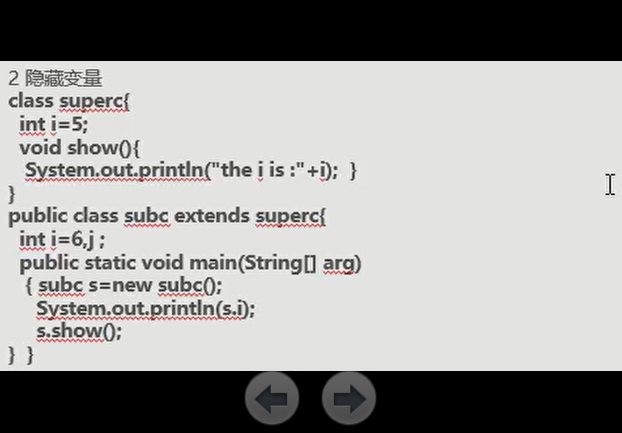 2 隐藏变量
class superc{
int i=5;
void show(){
System.out.println("the i is :"+i);  }
}
public class subc extends superc{
int i=6,j ;
public static void main(String[] arg)
{ subc s=new subc();
System.out.println(s.i);
s.show();
}  }